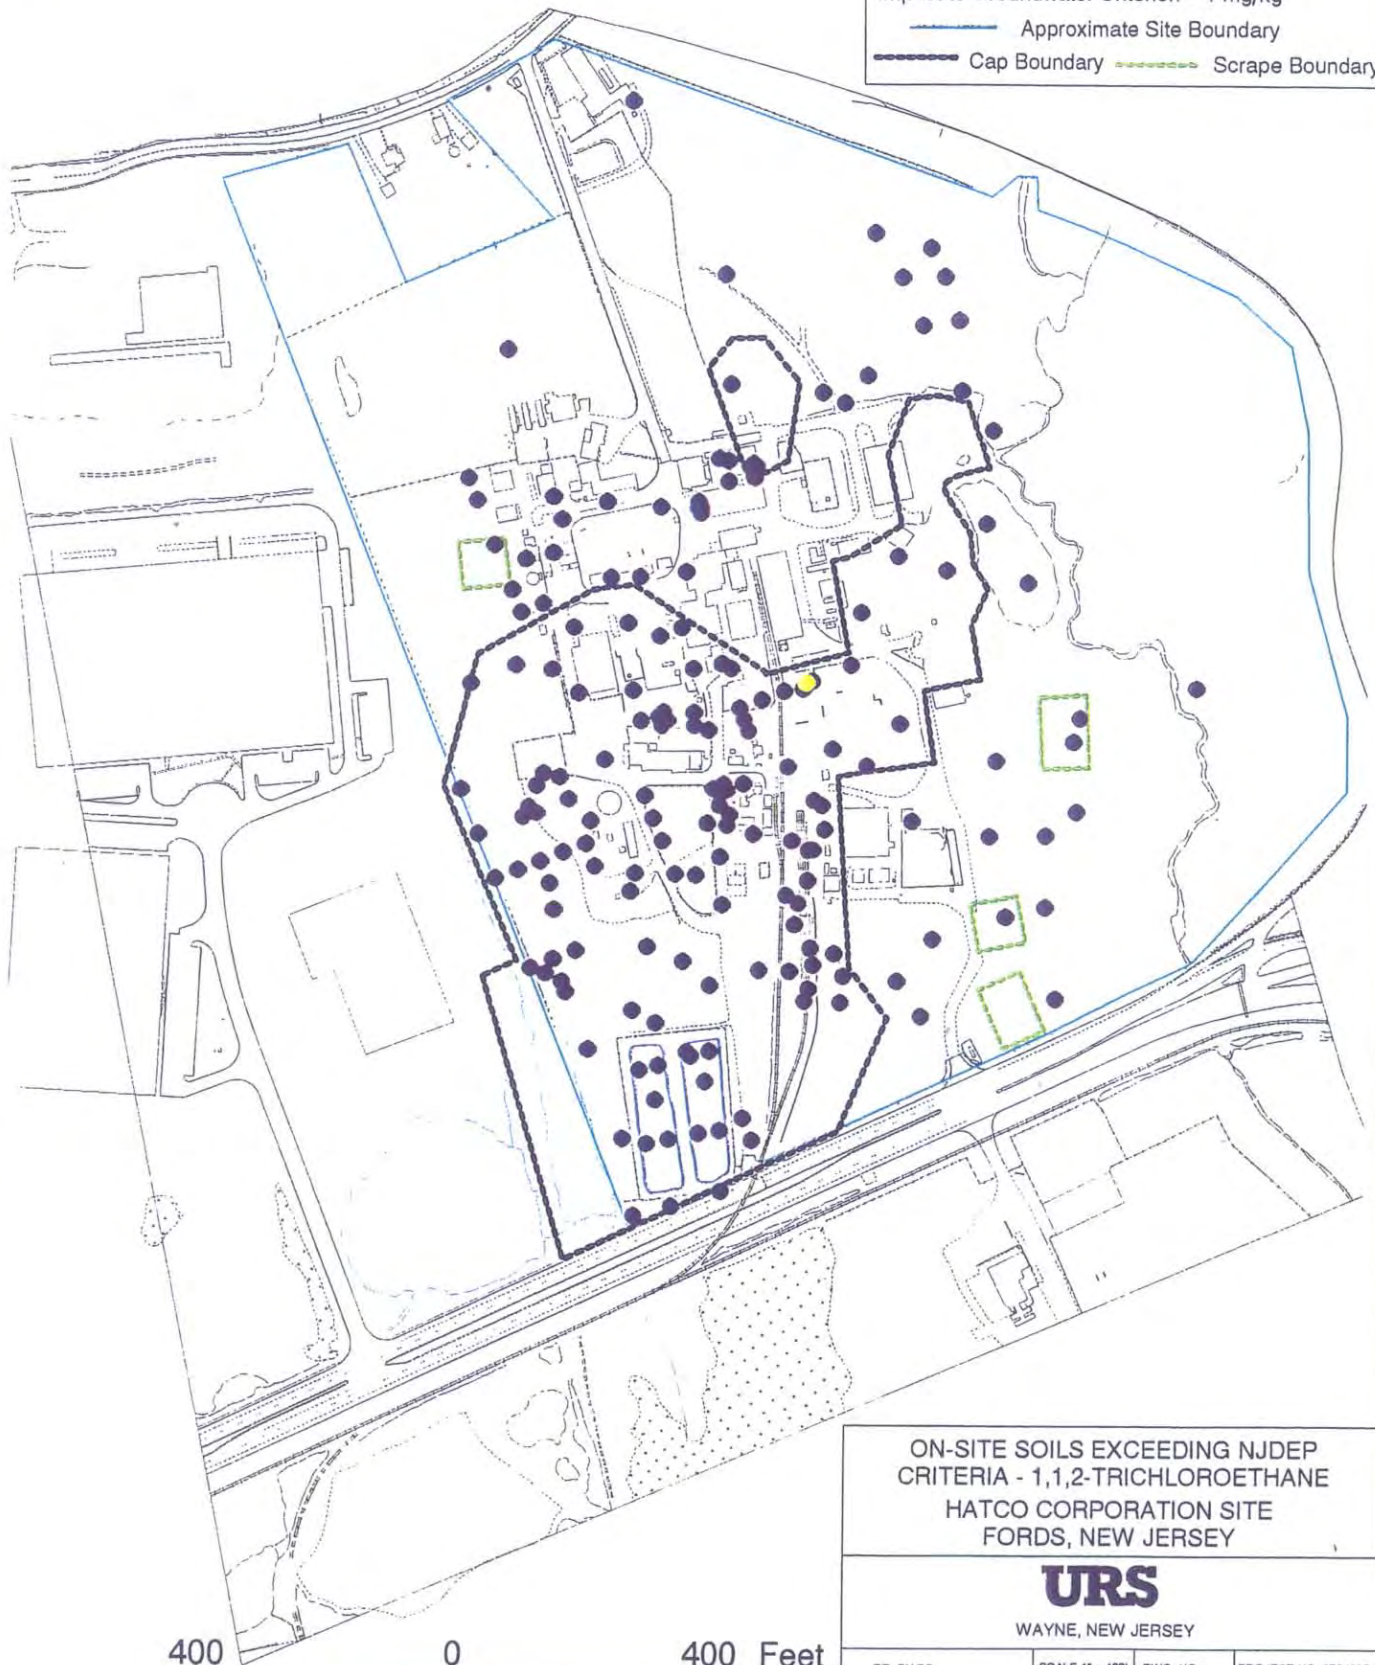 Approximate Site Boundary
Cap Boundary Scrape Boundary
ON-SITE SOILS EXCEEDING NJDEP
CRITERIA - 1,1,2-TRICHLOROETHANE
HATCO CORPORATION SITE
FORDS, NEW JERSEY
URS
WAYNE, NEW JERSEY
400 0 400 Feet